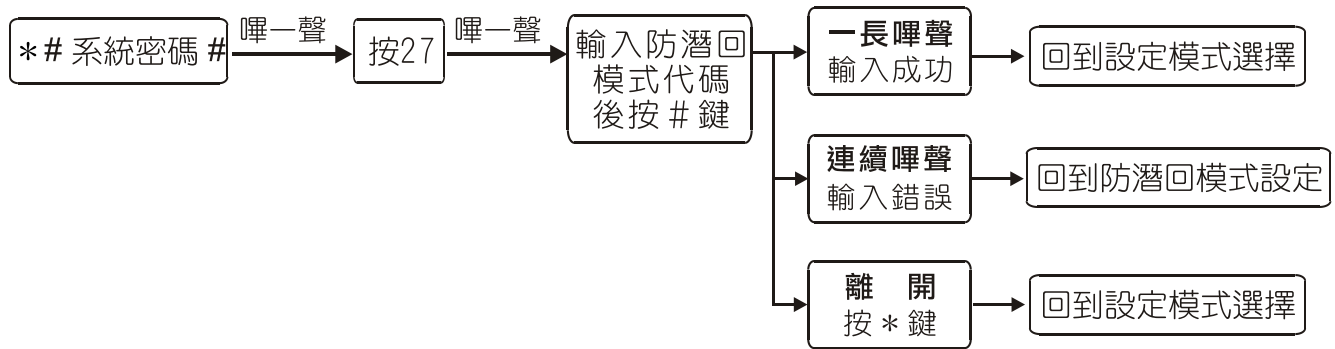 ＊# 系統密碼 #
嗶一聲
按27
嗶一聲
輸入防潛回
模式代碼
後按＃鍵
一長嗶聲
輸入成功
回到設定模式選擇
連續嗶聲
輸入錯誤
回到防潛回模式設定
離　開
按＊鍵
回到設定模式選擇